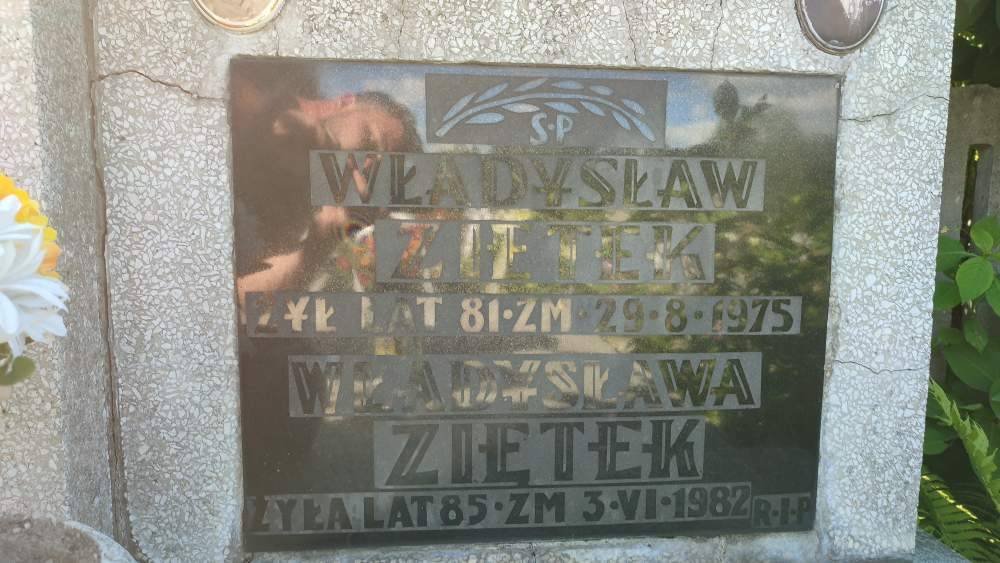 Ś·P
WŁADYSŁAW
ZIĘTEK
ŻYŁ LAT 81·ZM·29·8·1975
WŁADYSŁAWA
ZIĘTEK
ŻYŁA LAT 85·ZM 3·VI·1982 R·I·P